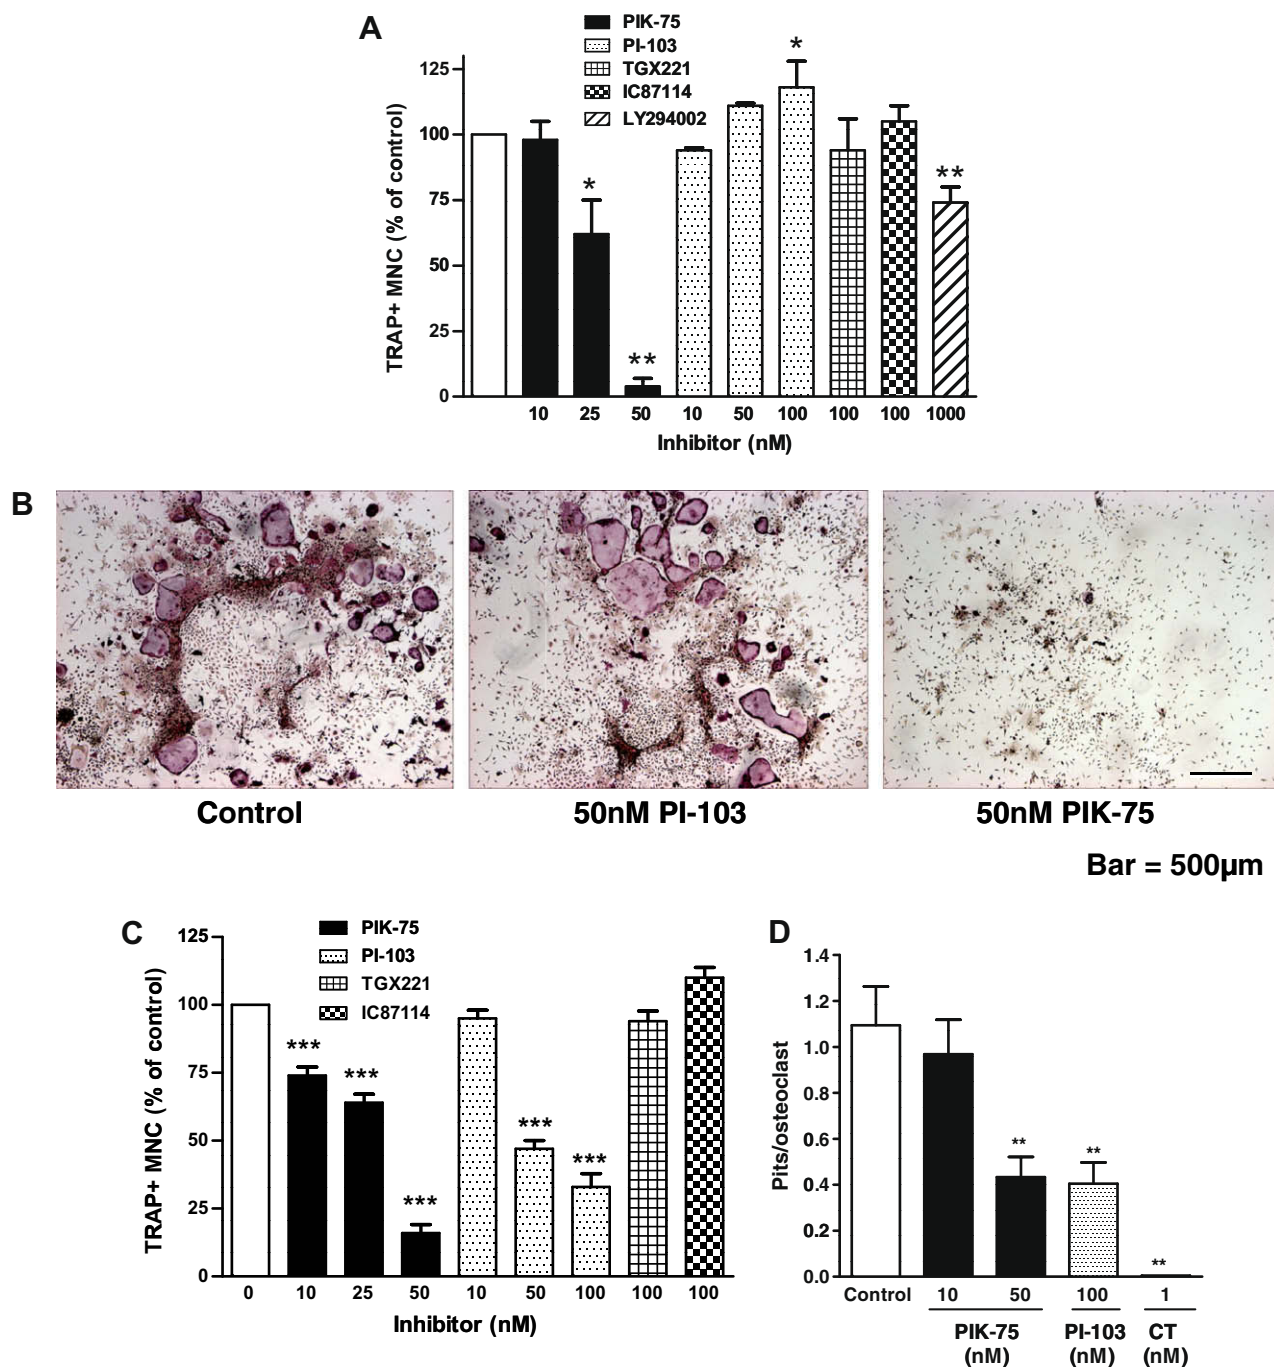 A
PIK-75
PI-103
TGX221
IC87114
LY294002
TRAP+ MNC (% of control)
125
100
75
50
25
0
*
**
*
**
10 25 50 10 50 100 100 100 1000
Inhibitor (nM)
B
Control 50nM PI-103 50nM PIK-75
Bar = 500µm
C
PIK-75
PI-103
TGX221
IC87114
TRAP+ MNC (% of control)
125
100
75
50
25
0
***
***
***
***
***
0 10 25 50 10 50 100 100 100
Inhibitor (nM)
D
Pits/osteoclast
1.4
1.2
1.0
0.8
0.6
0.4
0.2
0.0
**
**
**
Control 10 50 100 1
PIK-75 PI-103 CT
(nM) (nM) (nM)